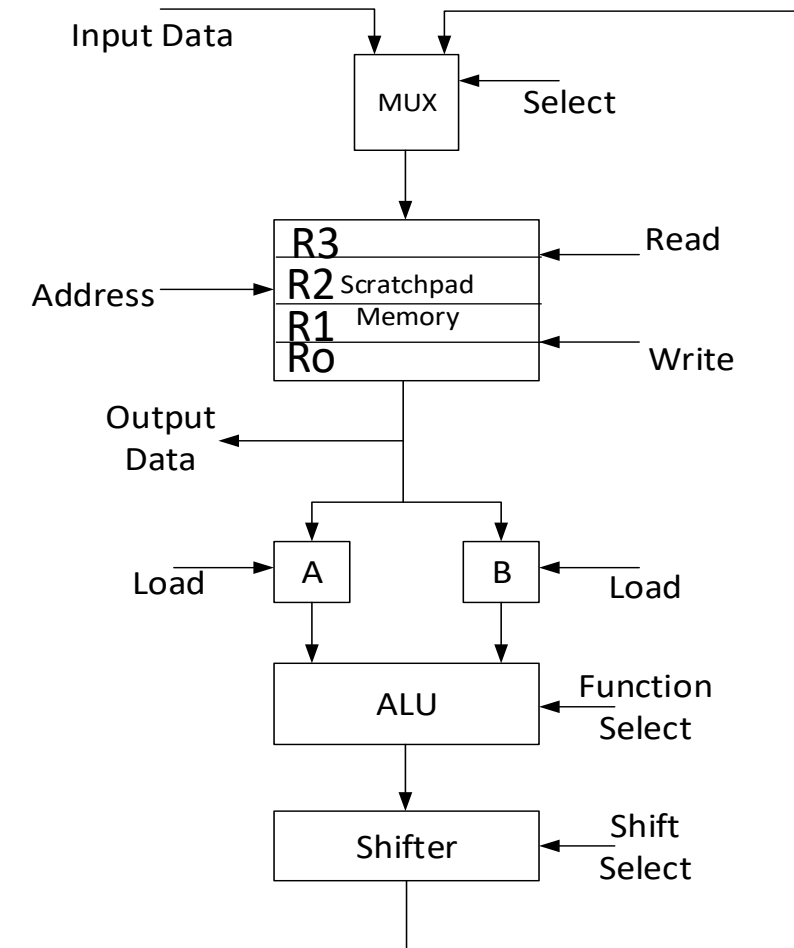 Input Data
MUX
Select
R3
Read
Address
R2 Scratchpad
Memory
R1
Ro
Write
Output
Data
Load
A
B
Load
ALU
Function
Select
Shifter
Shift
Select